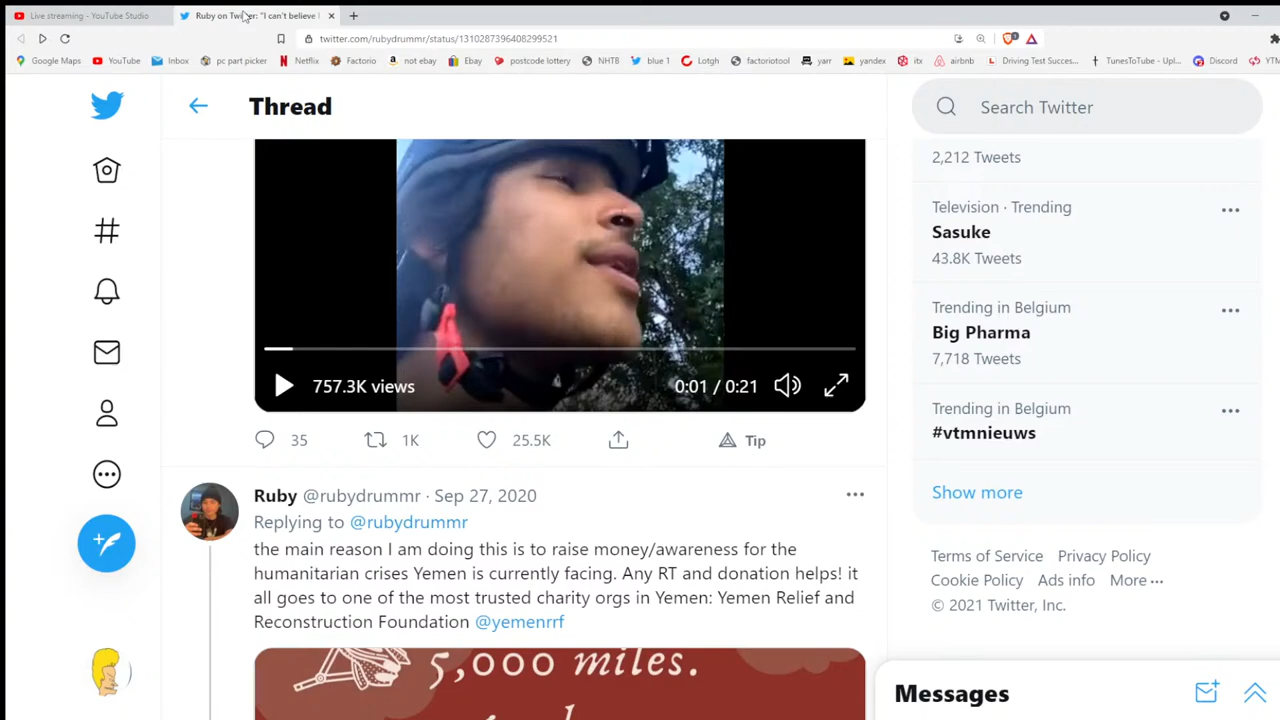 Live streaming - YouTube Studio
Ruby on Twitter: "I can't believe I
twitter.com/rubydrummr/status/1310287396408299521
Google Maps YouTube Inbox pc part picker Netflix Factorio not ebay Ebay postcode lottery NHTB blue 1 Lotgh factoriotool yarr yandex itx airbnb Driving Test Succes... TunesToTube - Upl... Discord YTM
Thread
Search Twitter
2,212 Tweets
Television · Trending
Sasuke
43.8K Tweets
Trending in Belgium
Big Pharma
7,718 Tweets
757.3K views
0:01 / 0:21
Trending in Belgium
#vtmnieuws
35 1K 25.5K Tip
Show more
Ruby @rubydrummr · Sep 27, 2020
Replying to @rubydrummr
the main reason I am doing this is to raise money/awareness for the
humanitarian crises Yemen is currently facing. Any RT and donation helps! it
all goes to one of the most trusted charity orgs in Yemen: Yemen Relief and
Reconstruction Foundation @yemenrrf
5,000 miles.
Terms of Service Privacy Policy
Cookie Policy Ads info More
© 2021 Twitter, Inc.
Messages